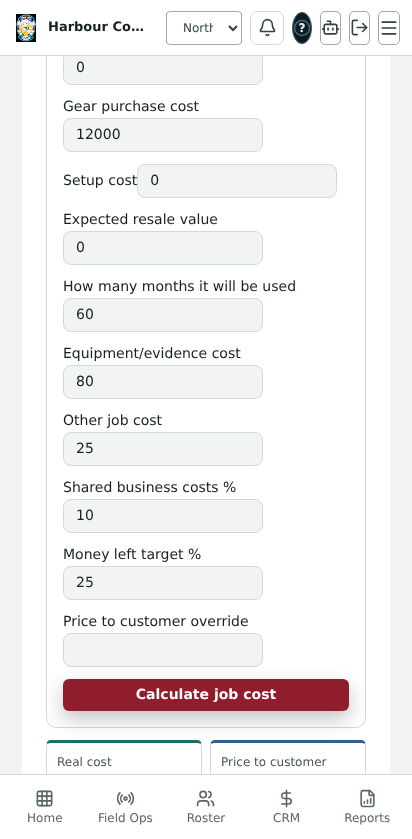 Harbour Co...
North
?
0
Gear purchase cost
12000
Setup cost 0
Expected resale value
0
How many months it will be used
60
Equipment/evidence cost
80
Other job cost
25
Shared business costs %
10
Money left target %
25
Price to customer override
Calculate job cost
Real cost
Price to customer
Home
Field Ops
Roster
CRM
Reports